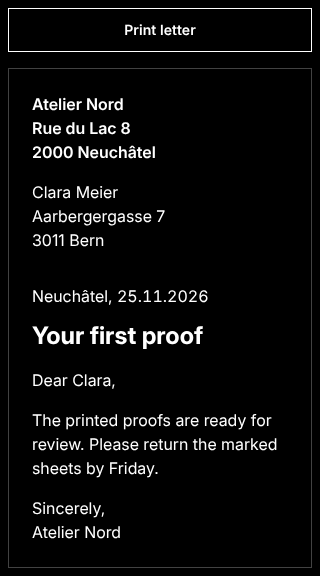 Print letter
Atelier Nord
Rue du Lac 8
2000 Neuchâtel
Clara Meier
Aarbergergasse 7
3011 Bern
Neuchâtel, 25.11.2026
Your first proof
Dear Clara,
The printed proofs are ready for
review. Please return the marked
sheets by Friday.
Sincerely,
Atelier Nord